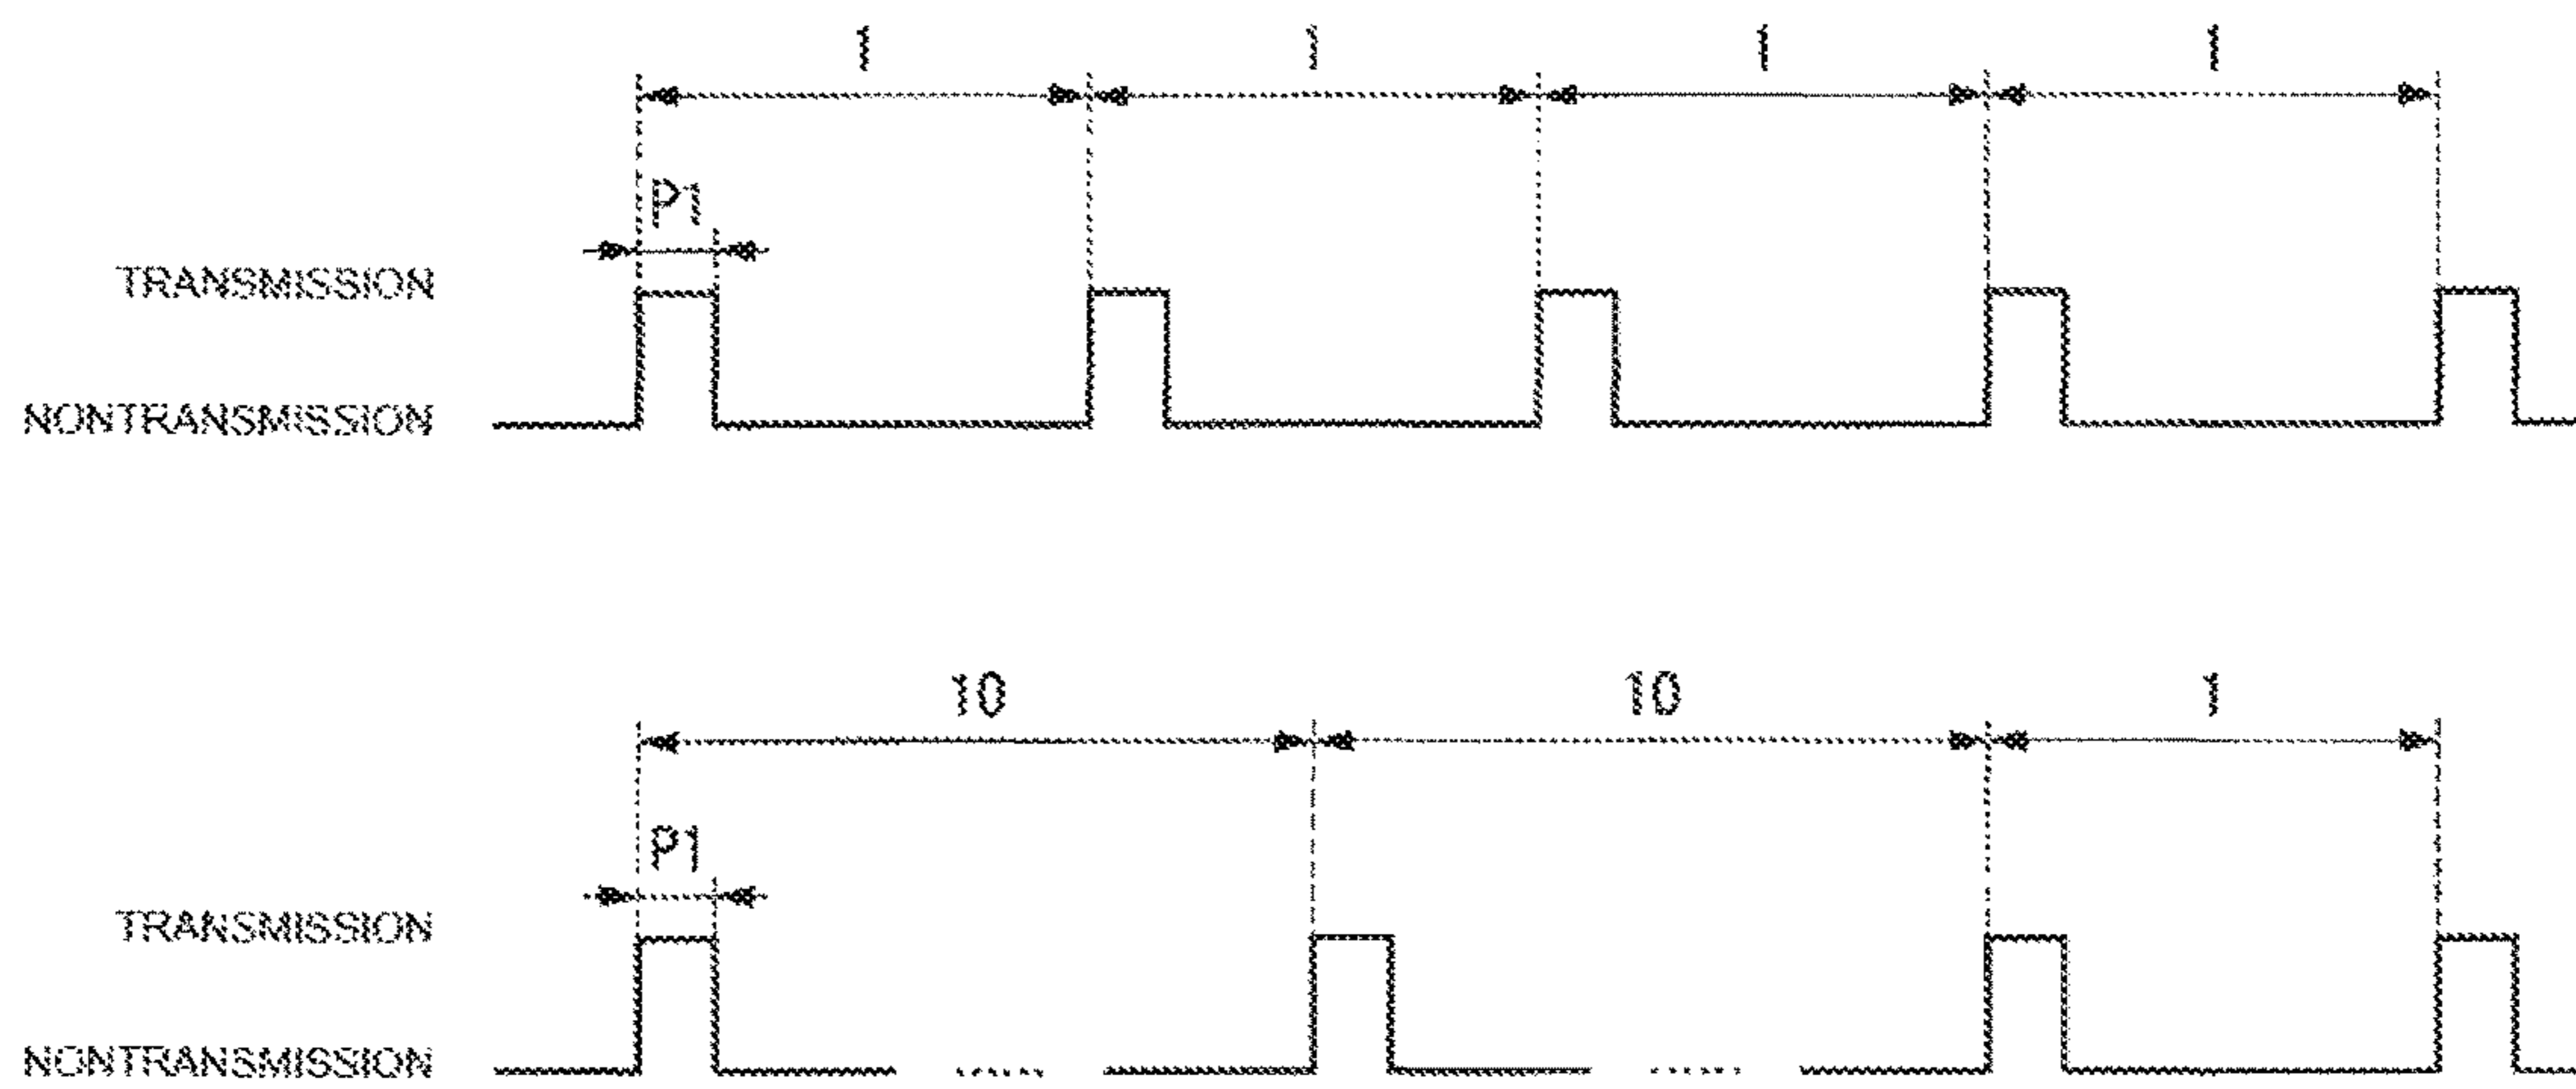 1 1 1 1
P1
TRANSMISSION
NONTRANSMISSION
10 10 1
P1
TRANSMISSION
NONTRANSMISSION